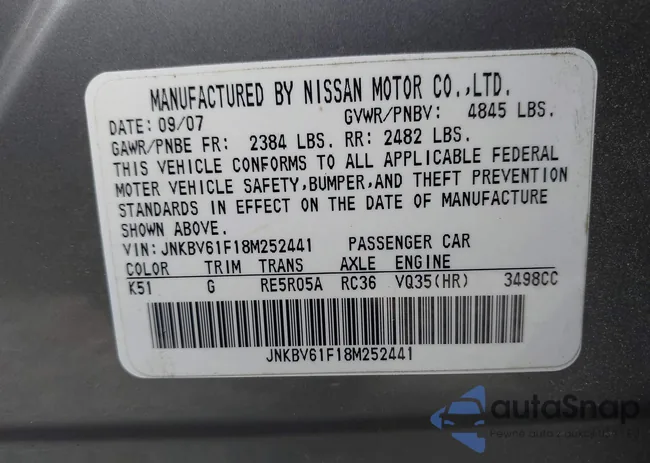 MANUFACTURED BY NISSAN MOTOR CO.,LTD.
DATE: 09/07 GVWR/PNBV: 4845 LBS.
GAWR/PNBE FR: 2384 LBS. RR: 2482 LBS.
THIS VEHICLE CONFORMS TO ALL APPLICABLE FEDERAL
MOTOR VEHICLE SAFETY,BUMPER,AND THEFT PREVENTION
STANDARDS IN EFFECT ON THE DATE OF MANUFACTURE
SHOWN ABOVE.
VIN: JNKBV61F18M252441 PASSENGER CAR
COLOR TRIM TRANS AXLE ENGINE
K51 G RE5R05A RC36 VQ35(HR) 3498CC
JNKBV61F18M252441
autoSnap